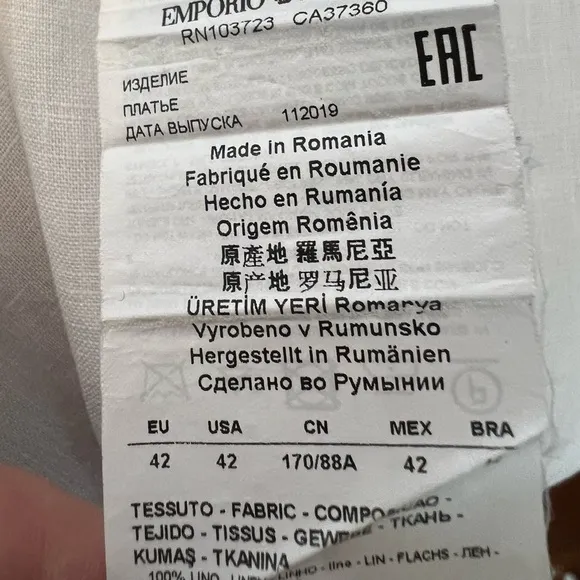 EMPORIO
RN103723 CA37360
EAC
ИЗДЕЛИЕ
ПЛАТЬЕ
ДАТА ВЫПУСКА 112019
Made in Romania
Fabriqué en Roumanie
Hecho en Rumanía
Origem Romênia
原產地 羅馬尼亞
原产地 罗马尼亚
ÜRETİM YERİ Romanya
Vyrobeno v Rumunsko
Hergestellt in Rumänien
Сделано во Румынии
EU USA CN MEX BRA
42 42 170/88A 42
TESSUTO - FABRIC -
TEJIDO - TISSUS - ТКАНЬ -
KUMAŞ - TKANINA
100% LINO - line - LIN - FLACHS - ЛЕН -